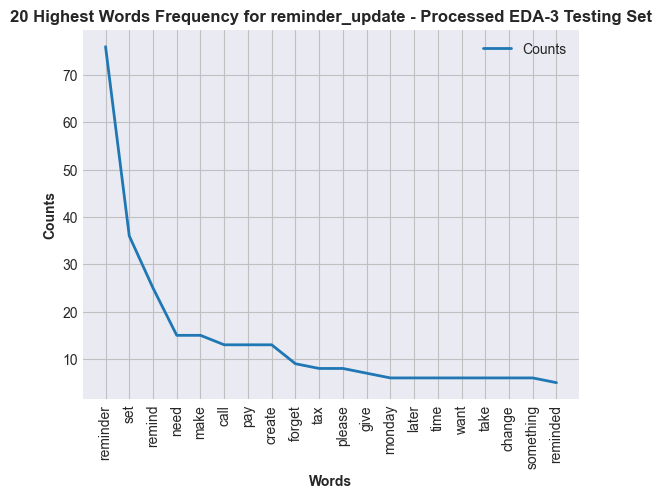 20 Highest Words Frequency for reminder_update - Processed EDA-3 Testing Set
Counts
70
60
50
40
30
20
10
Counts
reminder
set
remind
need
make
call
pay
create
forget
tax
please
give
monday
later
time
want
take
change
something
reminded
Words